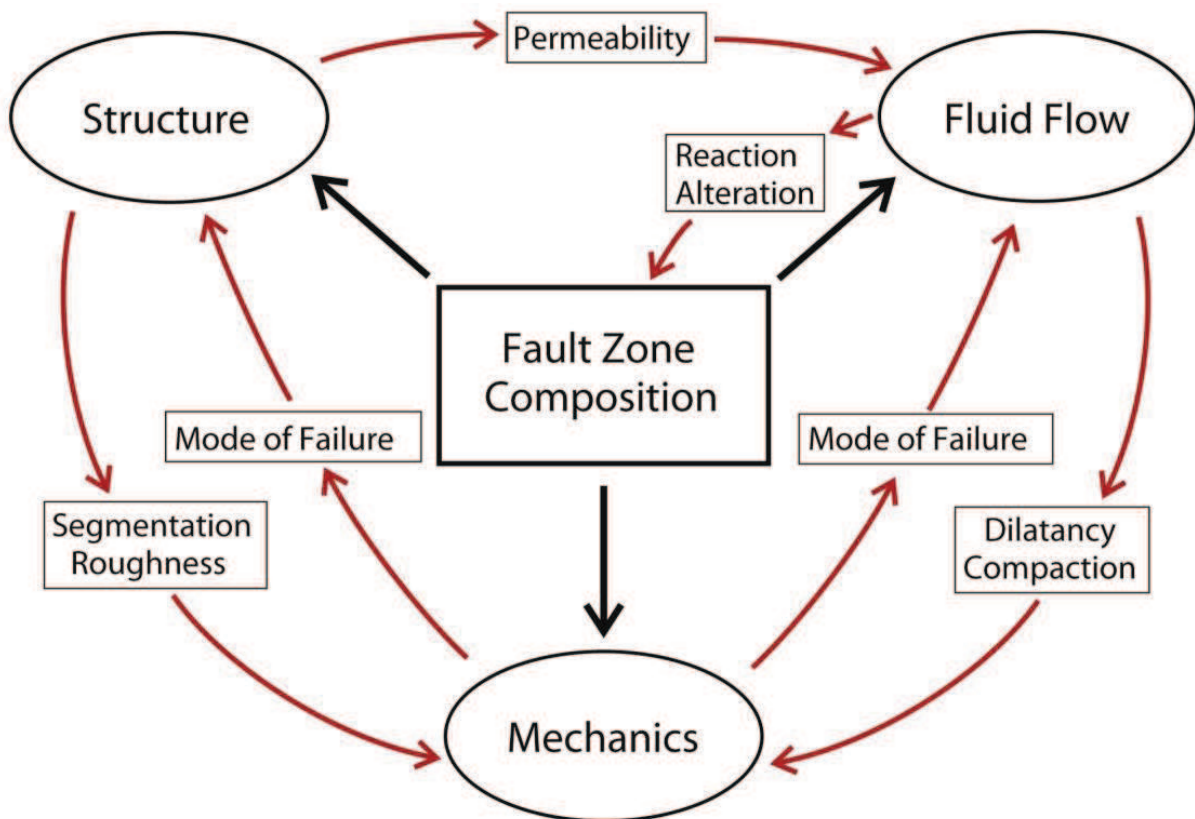 Permeability
Structure
Fluid Flow
Reaction
Alteration
Fault Zone
Composition
Mode of Failure
Mode of Failure
Segmentation
Roughness
Dilatancy
Compaction
Mechanics